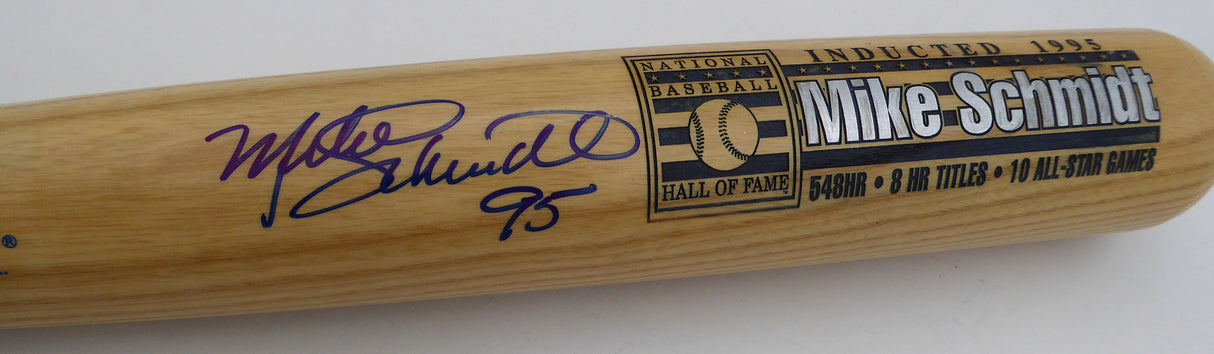 ®
Mike Schmidt
95
NATIONAL
BASEBALL
HALL OF FAME
INDUCTED 1995
Mike Schmidt
548HR • 8 HR TITLES • 10 ALL-STAR GAMES